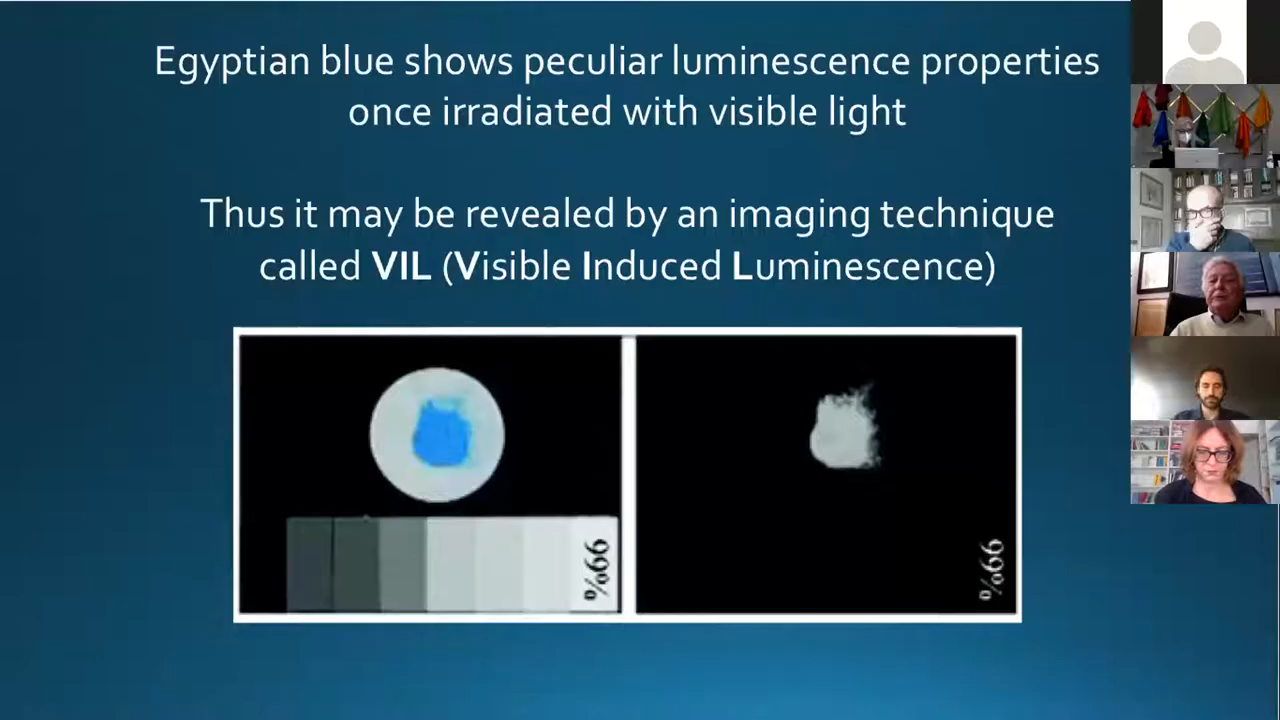 Egyptian blue shows peculiar luminescence properties
once irradiated with visible light
Thus it may be revealed by an imaging technique
called VIL (Visible Induced Luminescence)
99%
99%